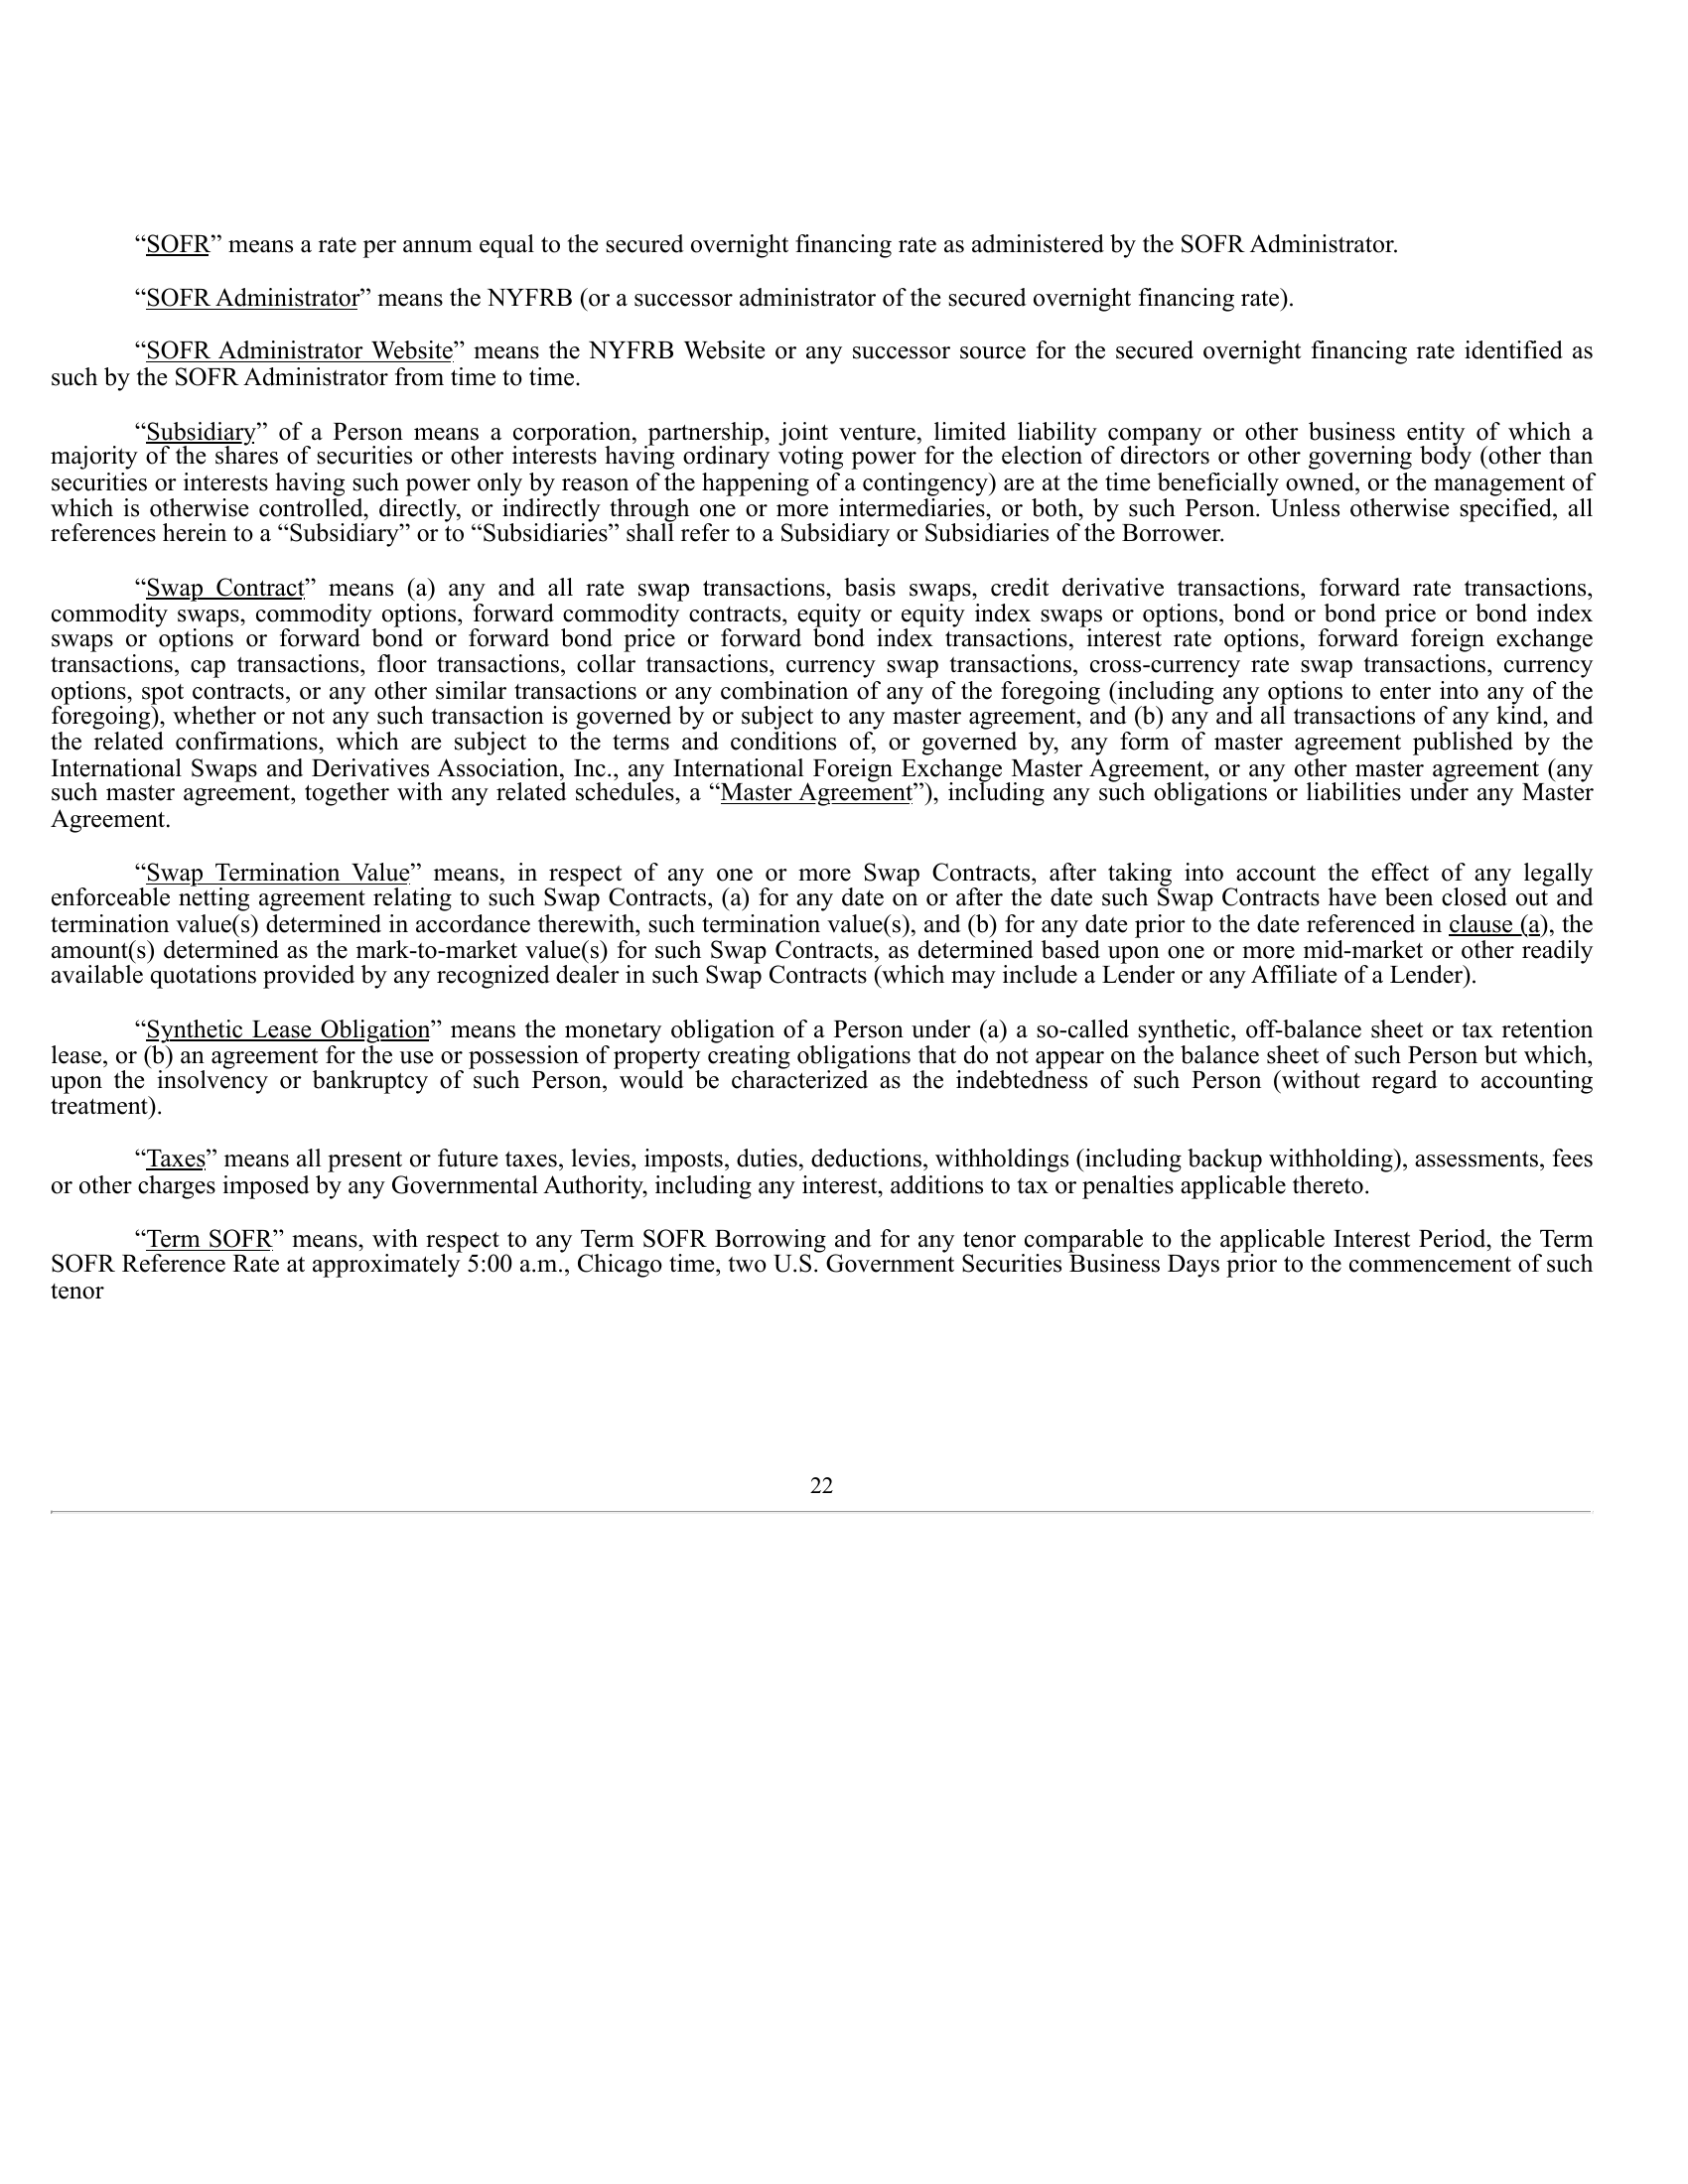 “SOFR” means a rate per annum equal to the secured overnight financing rate as administered by the SOFR Administrator.
“SOFR Administrator” means the NYFRB (or a successor administrator of the secured overnight financing rate).
“SOFR Administrator Website” means the NYFRB Website or any successor source for the secured overnight financing rate identified as
such by the SOFR Administrator from time to time.
“Subsidiary” of a Person means a corporation, partnership, joint venture, limited liability company or other business entity of which a
majority of the shares of securities or other interests having ordinary voting power for the election of directors or other governing body (other than
securities or interests having such power only by reason of the happening of a contingency) are at the time beneficially owned, or the management of
which is otherwise controlled, directly, or indirectly through one or more intermediaries, or both, by such Person. Unless otherwise specified, all
references herein to a “Subsidiary” or to “Subsidiaries” shall refer to a Subsidiary or Subsidiaries of the Borrower.
“Swap Contract” means (a) any and all rate swap transactions, basis swaps, credit derivative transactions, forward rate transactions,
commodity swaps, commodity options, forward commodity contracts, equity or equity index swaps or options, bond or bond price or bond index
swaps or options or forward bond or forward bond price or forward bond index transactions, interest rate options, forward foreign exchange
transactions, cap transactions, floor transactions, collar transactions, currency swap transactions, cross-currency rate swap transactions, currency
options, spot contracts, or any other similar transactions or any combination of any of the foregoing (including any options to enter into any of the
foregoing), whether or not any such transaction is governed by or subject to any master agreement, and (b) any and all transactions of any kind, and
the related confirmations, which are subject to the terms and conditions of, or governed by, any form of master agreement published by the
International Swaps and Derivatives Association, Inc., any International Foreign Exchange Master Agreement, or any other master agreement (any
such master agreement, together with any related schedules, a “Master Agreement”), including any such obligations or liabilities under any Master
Agreement.
“Swap Termination Value” means, in respect of any one or more Swap Contracts, after taking into account the effect of any legally
enforceable netting agreement relating to such Swap Contracts, (a) for any date on or after the date such Swap Contracts have been closed out and
termination value(s) determined in accordance therewith, such termination value(s), and (b) for any date prior to the date referenced in clause (a), the
amount(s) determined as the mark-to-market value(s) for such Swap Contracts, as determined based upon one or more mid-market or other readily
available quotations provided by any recognized dealer in such Swap Contracts (which may include a Lender or any Affiliate of a Lender).
“Synthetic Lease Obligation” means the monetary obligation of a Person under (a) a so-called synthetic, off-balance sheet or tax retention
lease, or (b) an agreement for the use or possession of property creating obligations that do not appear on the balance sheet of such Person but which,
upon the insolvency or bankruptcy of such Person, would be characterized as the indebtedness of such Person (without regard to accounting
treatment).
“Taxes” means all present or future taxes, levies, imposts, duties, deductions, withholdings (including backup withholding), assessments, fees
or other charges imposed by any Governmental Authority, including any interest, additions to tax or penalties applicable thereto.
“Term SOFR” means, with respect to any Term SOFR Borrowing and for any tenor comparable to the applicable Interest Period, the Term
SOFR Reference Rate at approximately 5:00 a.m., Chicago time, two U.S. Government Securities Business Days prior to the commencement of such
tenor
22